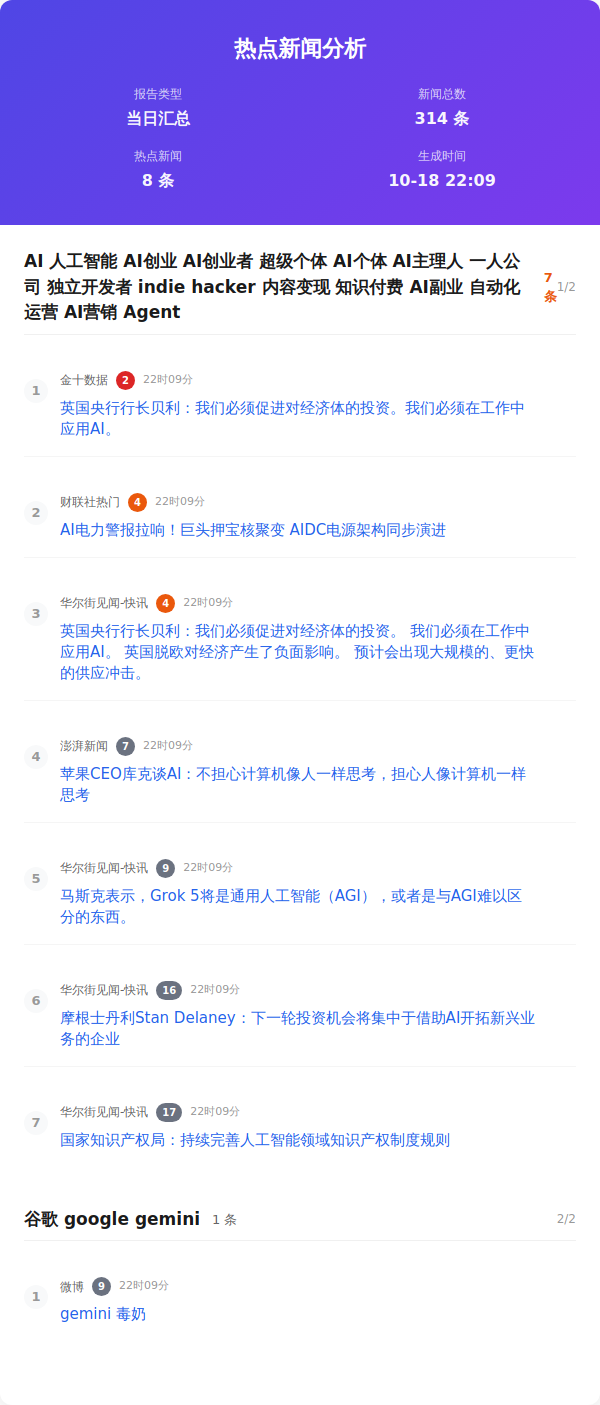 热点新闻分析
报告类型
新闻总数
当日汇总
314 条
热点新闻
生成时间
8 条
10-18 22:09
AI 人工智能 AI创业 AI创业者 超级个体 AI个体 AI主理人 一人公
司 独立开发者 indie hacker 内容变现 知识付费 AI副业 自动化
运营 AI营销 Agent
7
条 1/2
1
金十数据 2 22时09分
英国央行行长贝利：我们必须促进对经济体的投资。我们必须在工作中
应用AI。
2
财联社热门 4 22时09分
AI电力警报拉响！巨头押宝核聚变 AIDC电源架构同步演进
3
华尔街见闻-快讯 4 22时09分
英国央行行长贝利：我们必须促进对经济体的投资。 我们必须在工作中
应用AI。 英国脱欧对经济产生了负面影响。 预计会出现大规模的、更快
的供应冲击。
4
澎湃新闻 7 22时09分
苹果CEO库克谈AI：不担心计算机像人一样思考，担心人像计算机一样
思考
5
华尔街见闻-快讯 9 22时09分
马斯克表示，Grok 5将是通用人工智能（AGI），或者是与AGI难以区
分的东西。
6
华尔街见闻-快讯 16 22时09分
摩根士丹利Stan Delaney：下一轮投资机会将集中于借助AI开拓新兴业
务的企业
7
华尔街见闻-快讯 17 22时09分
国家知识产权局：持续完善人工智能领域知识产权制度规则
谷歌 google gemini 1 条 2/2
1
微博 9 22时09分
gemini 毒奶